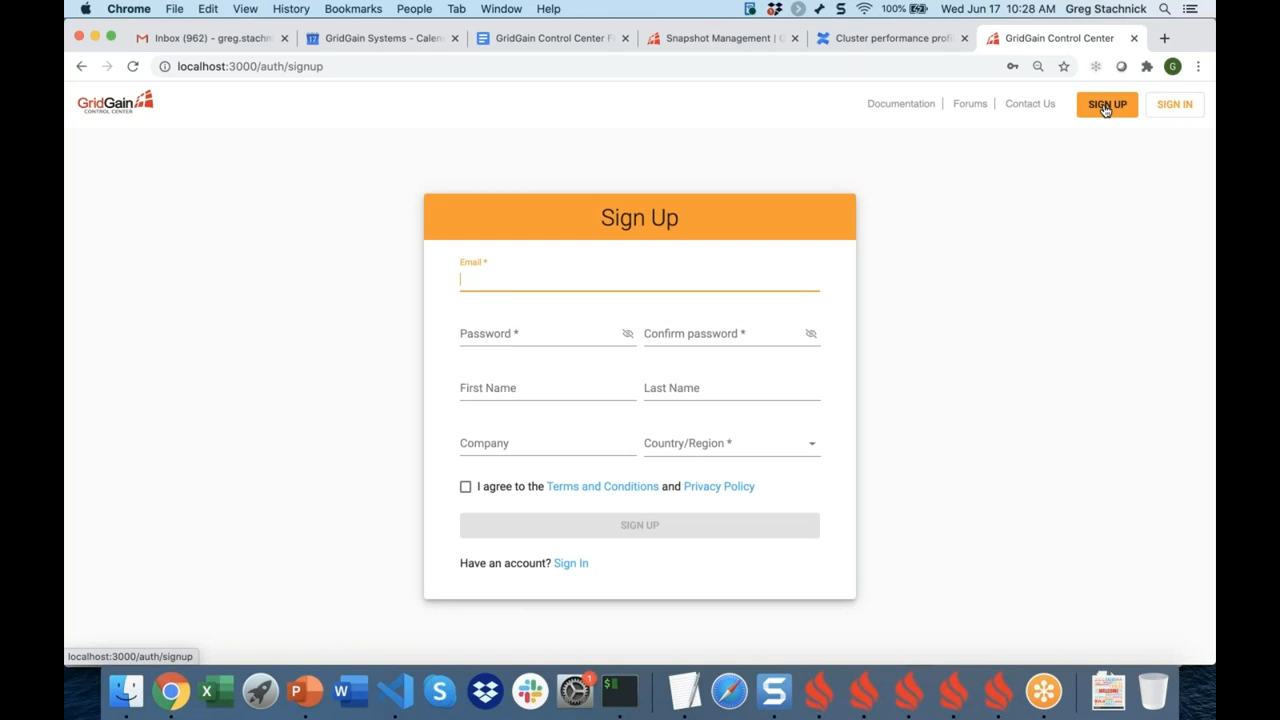 Chrome File Edit View History Bookmarks People Tab Window Help 100% Wed Jun 17 10:28 AM Greg Stachnick
Inbox (962) - greg.stachn
GridGain Systems - Calen
GridGain Control Center F
Snapshot Management |
Cluster performance profi
GridGain Control Center
localhost:3000/auth/signup
G
GridGain
CONTROL CENTER
Documentation | Forums | Contact Us
SIGN UP
SIGN IN
Sign Up
Email *
Password *
Confirm password *
First Name
Last Name
Company
Country/Region *
I agree to the Terms and Conditions and Privacy Policy
SIGN UP
Have an account? Sign In
localhost:3000/auth/signup